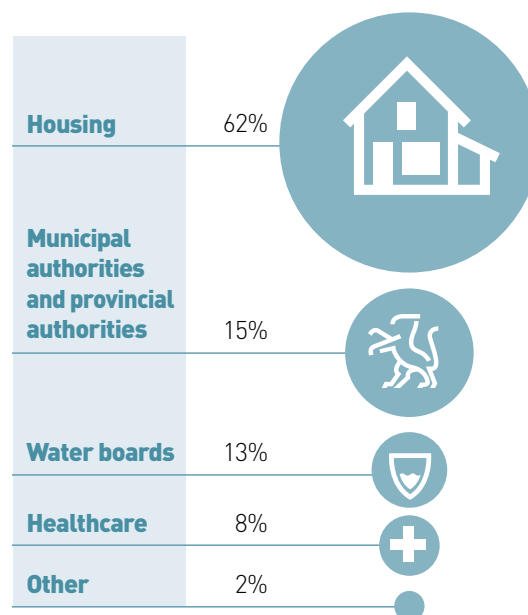 Housing 62%
Municipal
authorities
and provincial
authorities 15%
Water boards 13%
Healthcare 8%
Other 2%